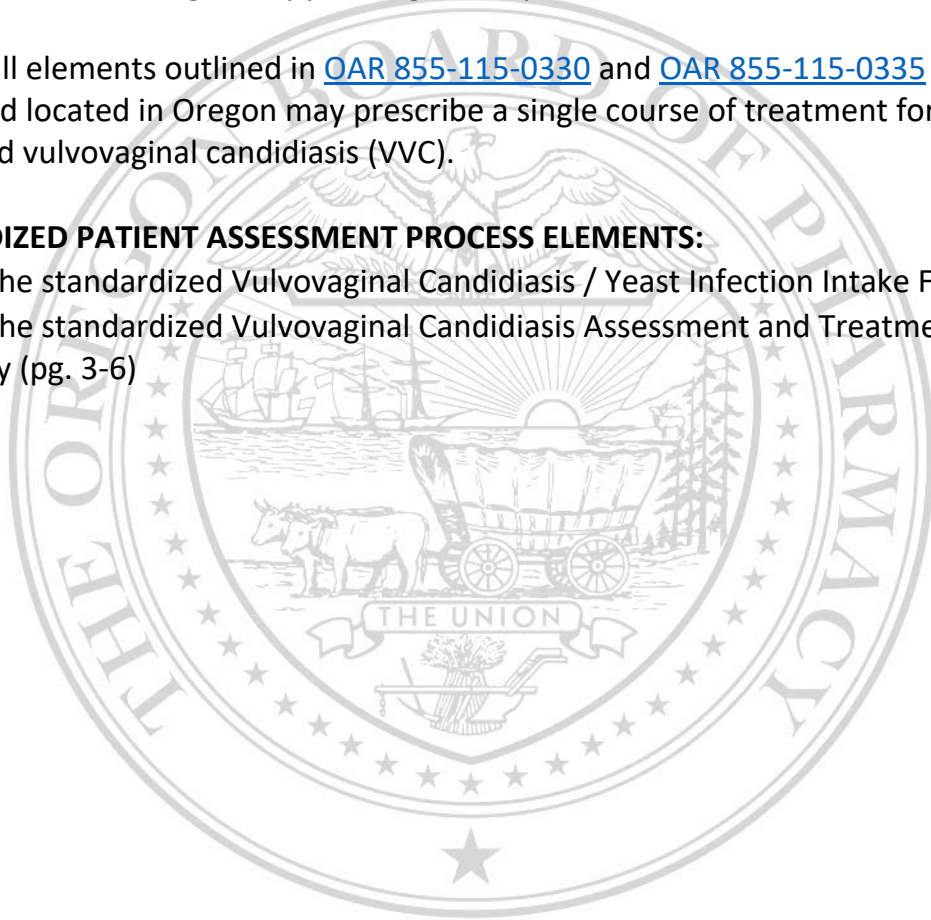 ll elements outlined in OAR 855-115-0330 and OAR 855-115-0335
d located in Oregon may prescribe a single course of treatment for
d vulvovaginal candidiasis (VVC).
DIZED PATIENT ASSESSMENT PROCESS ELEMENTS:
he standardized Vulvovaginal Candidiasis / Yeast Infection Intake F
he standardized Vulvovaginal Candidiasis Assessment and Treatme
y (pg. 3-6)
THE OREGON BOARD OF PHARMACY
THE UNION